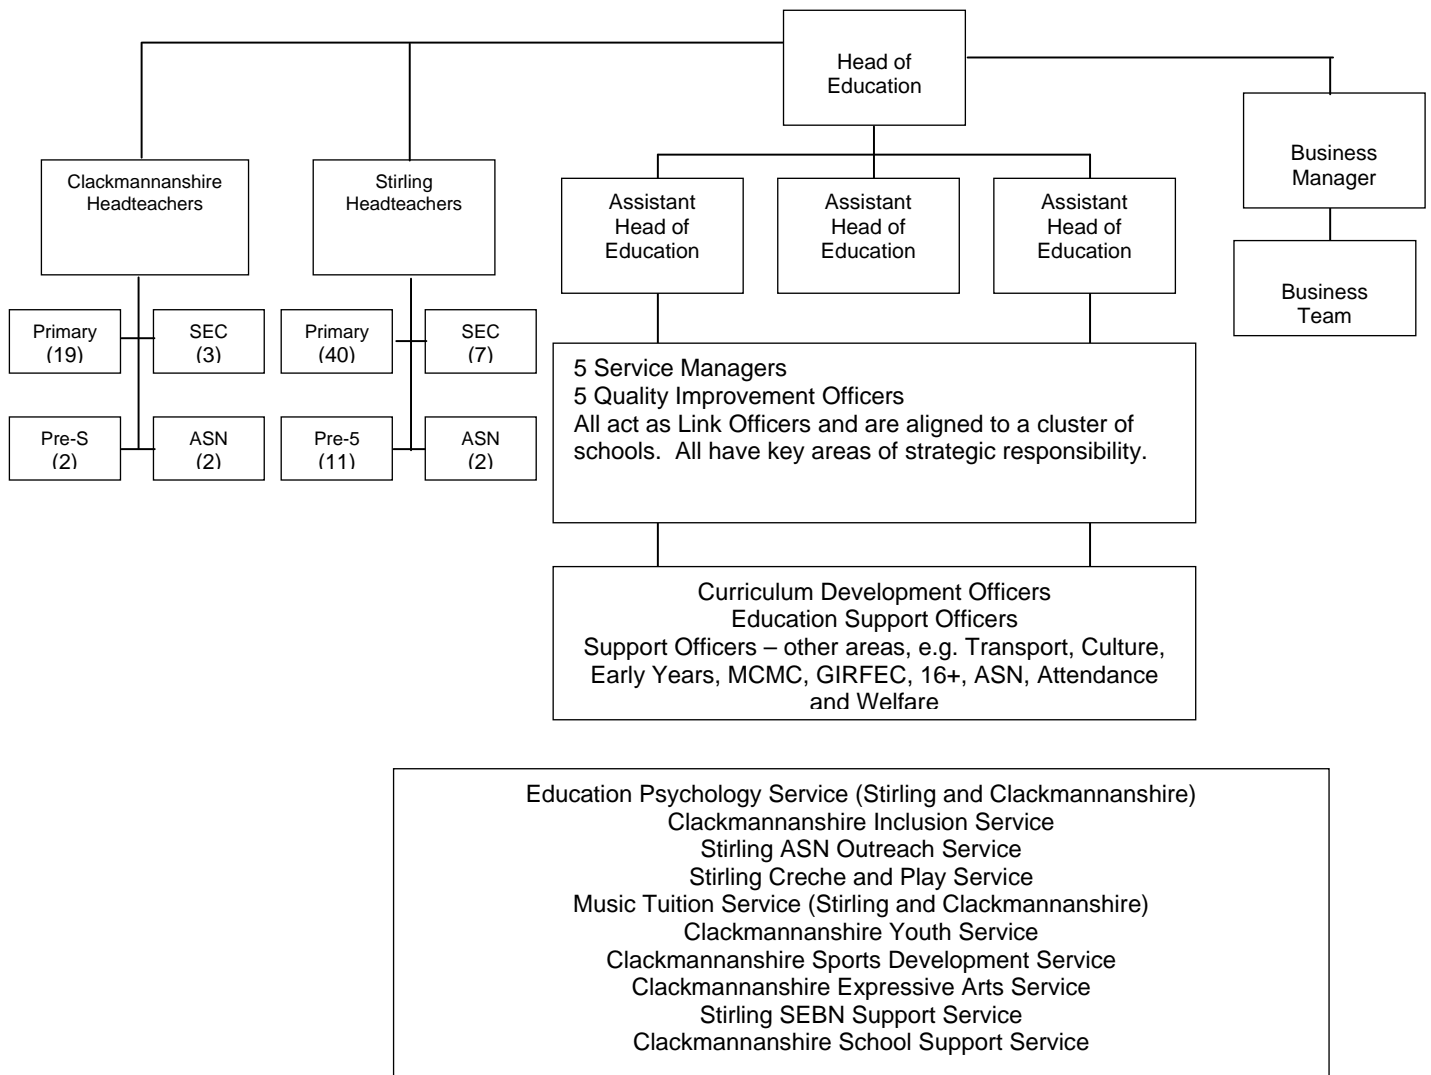 Head of
Education
Clackmannanshire
Headteachers
Stirling
Headteachers
Assistant
Head of
Education
Assistant
Head of
Education
Assistant
Head of
Education
Business
Manager
Business
Team
Primary
(19)
SEC
(3)
Primary
(40)
SEC
(7)
Pre-S
(2)
ASN
(2)
Pre-5
(11)
ASN
(2)
5 Service Managers
5 Quality Improvement Officers
All act as Link Officers and are aligned to a cluster of
schools.  All have key areas of strategic responsibility.
Curriculum Development Officers
Education Support Officers
Support Officers – other areas, e.g. Transport, Culture,
Early Years, MCMC, GIRFEC, 16+, ASN, Attendance
and Welfare
Education Psychology Service (Stirling and Clackmannanshire)
Clackmannanshire Inclusion Service
Stirling ASN Outreach Service
Stirling Creche and Play Service
Music Tuition Service (Stirling and Clackmannanshire)
Clackmannanshire Youth Service
Clackmannanshire Sports Development Service
Clackmannanshire Expressive Arts Service
Stirling SEBN Support Service
Clackmannanshire School Support Service